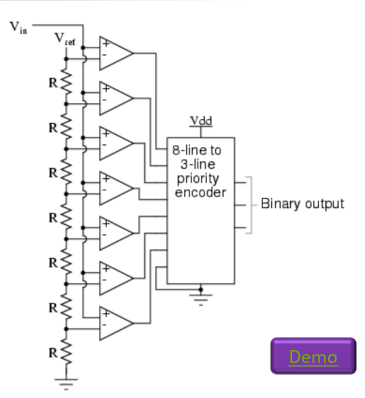 Vin
Vref
+
-
R
+
-
R
+
-
R
+
-
R
+
-
R
+
-
R
+
-
R
Vdd
8-line to
3-line
priority
encoder
Binary output
Demo